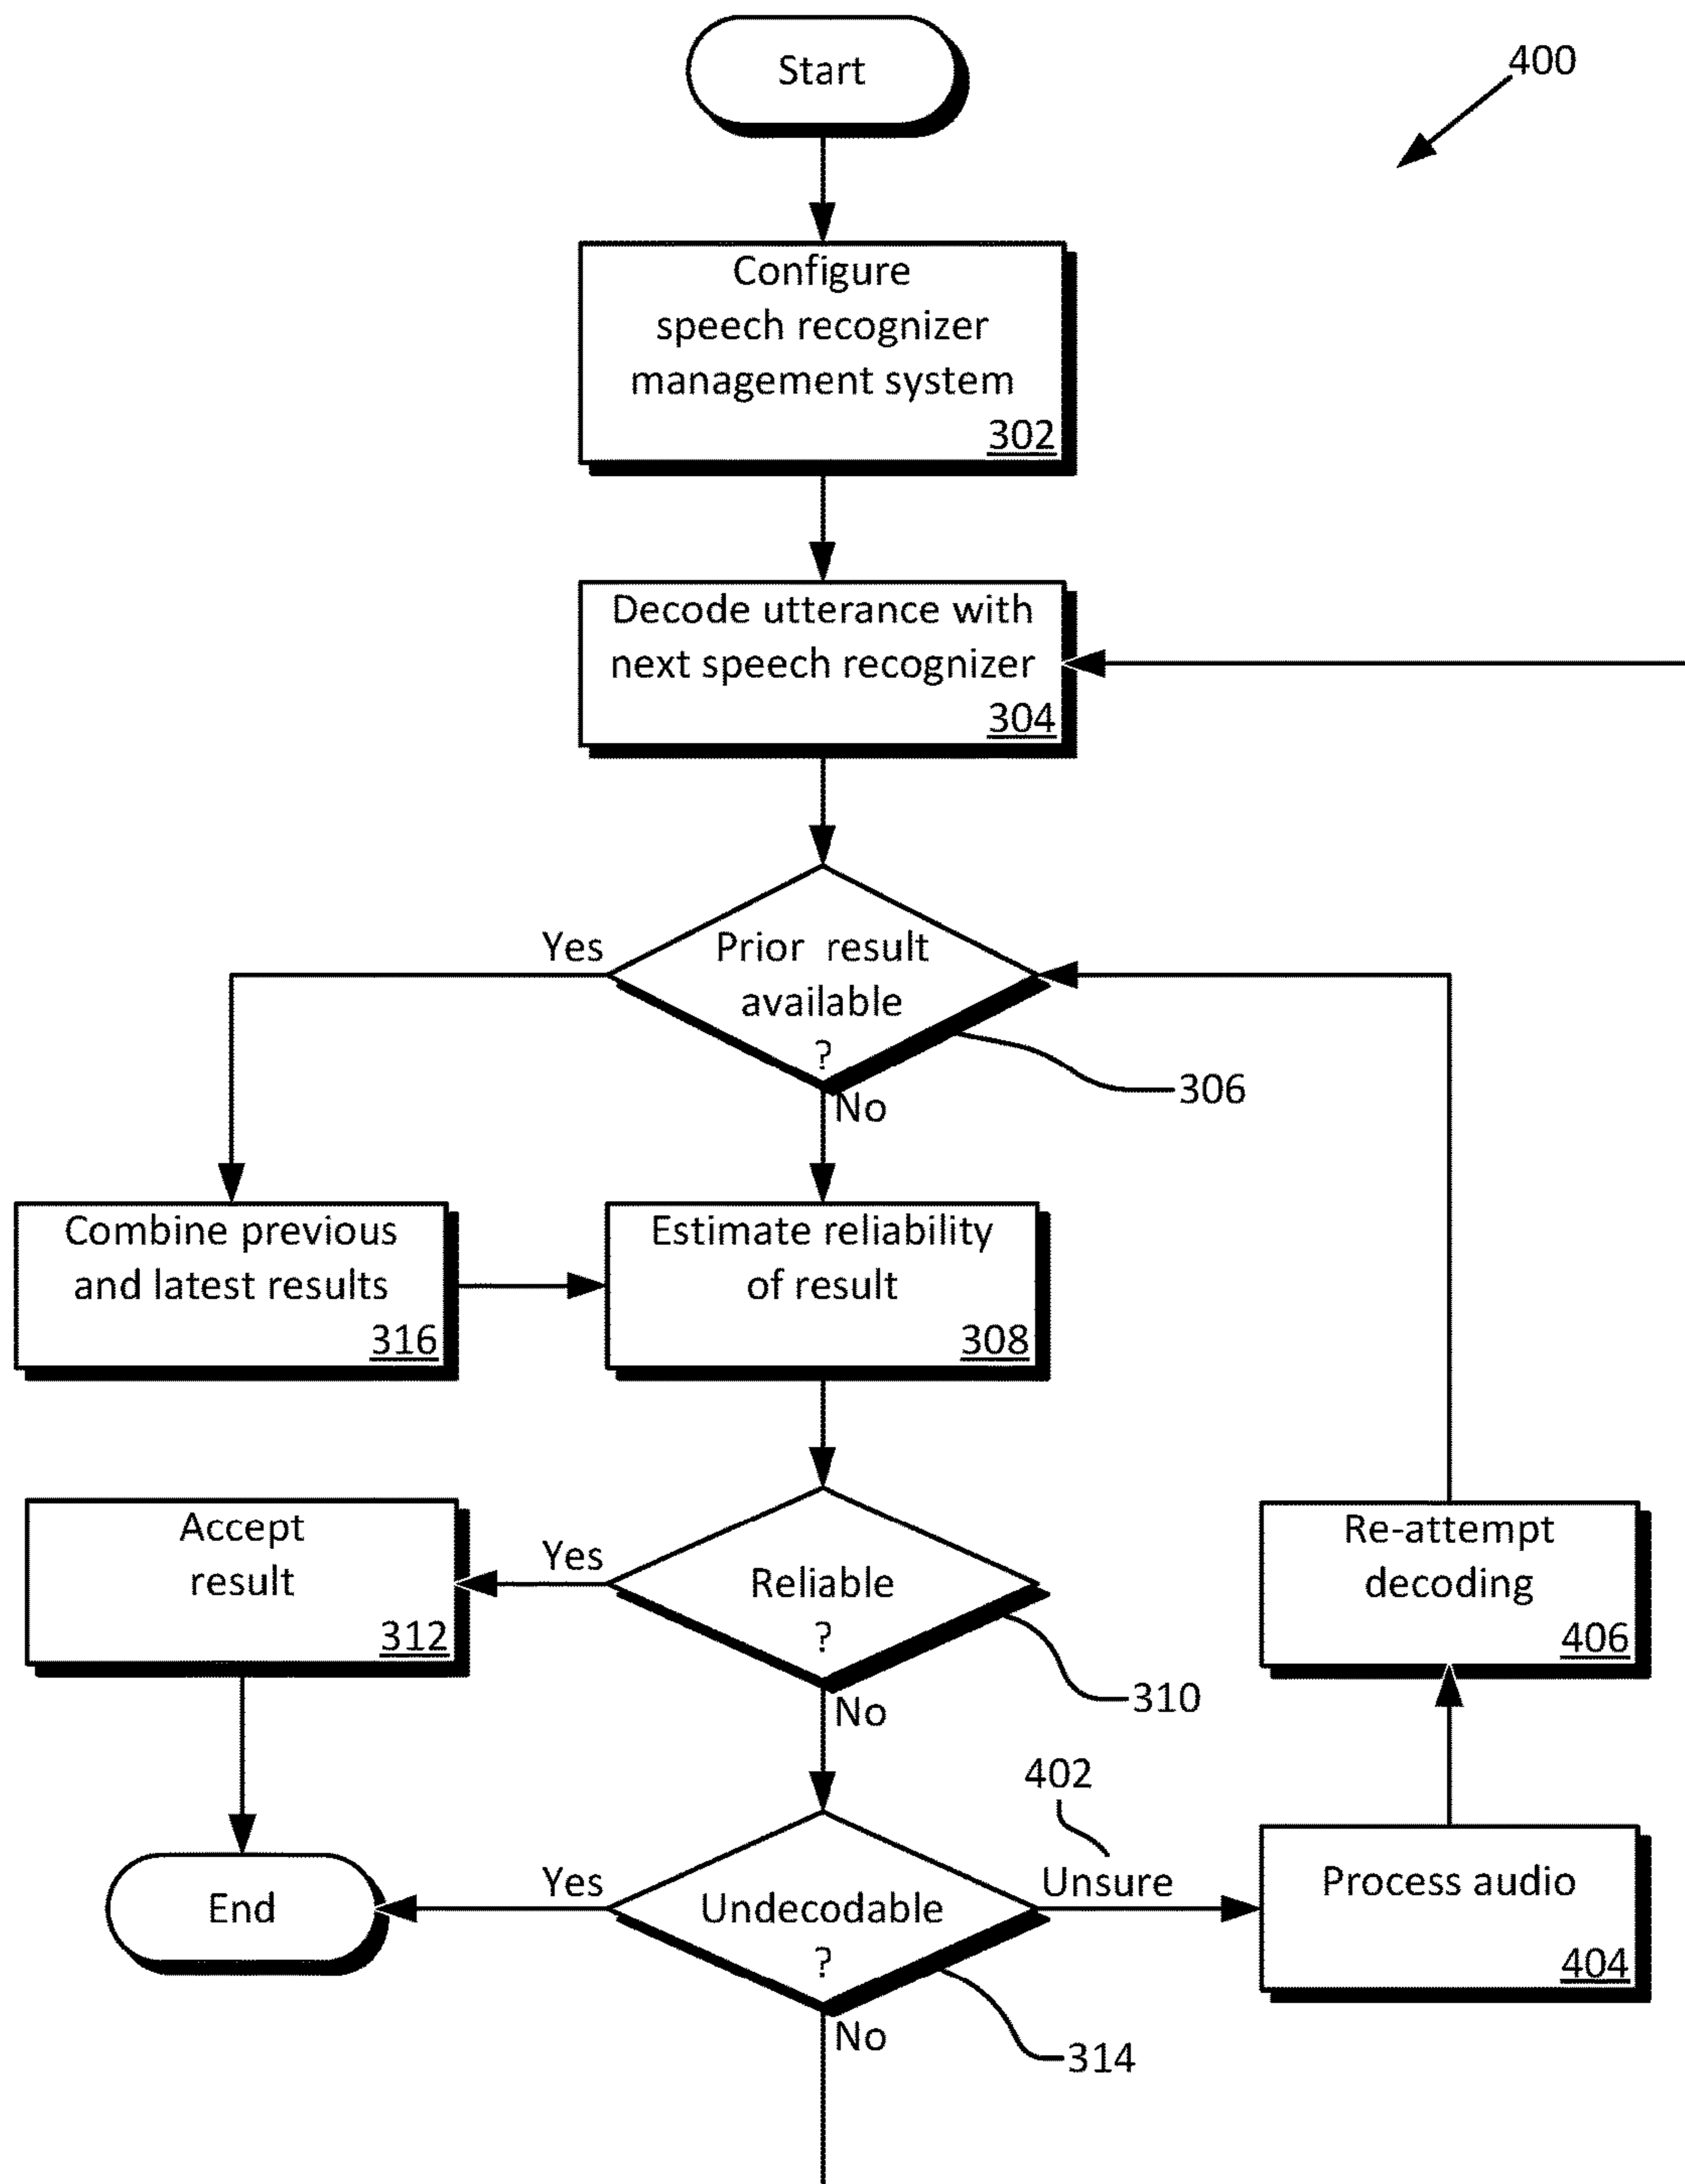 Start
400
Configure
speech recognizer
management system
302
Decode utterance with
next speech recognizer
304
Yes
Prior result
available
?
306
No
Combine previous
and latest results
316
Estimate reliability
of result
308
Accept
result
312
Yes
Reliable
?
310
No
Re-attempt
decoding
406
402
End
Yes
Undecodable
?
Unsure
Process audio
404
314
No